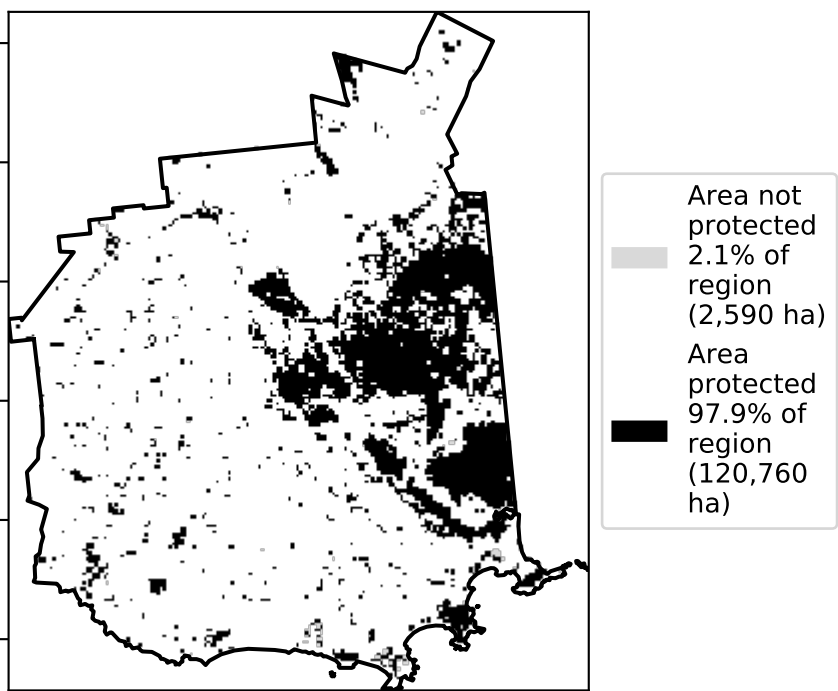 Area not
protected
2.1% of
region
(2,590 ha)
Area
protected
97.9% of
region
(120,760
ha)